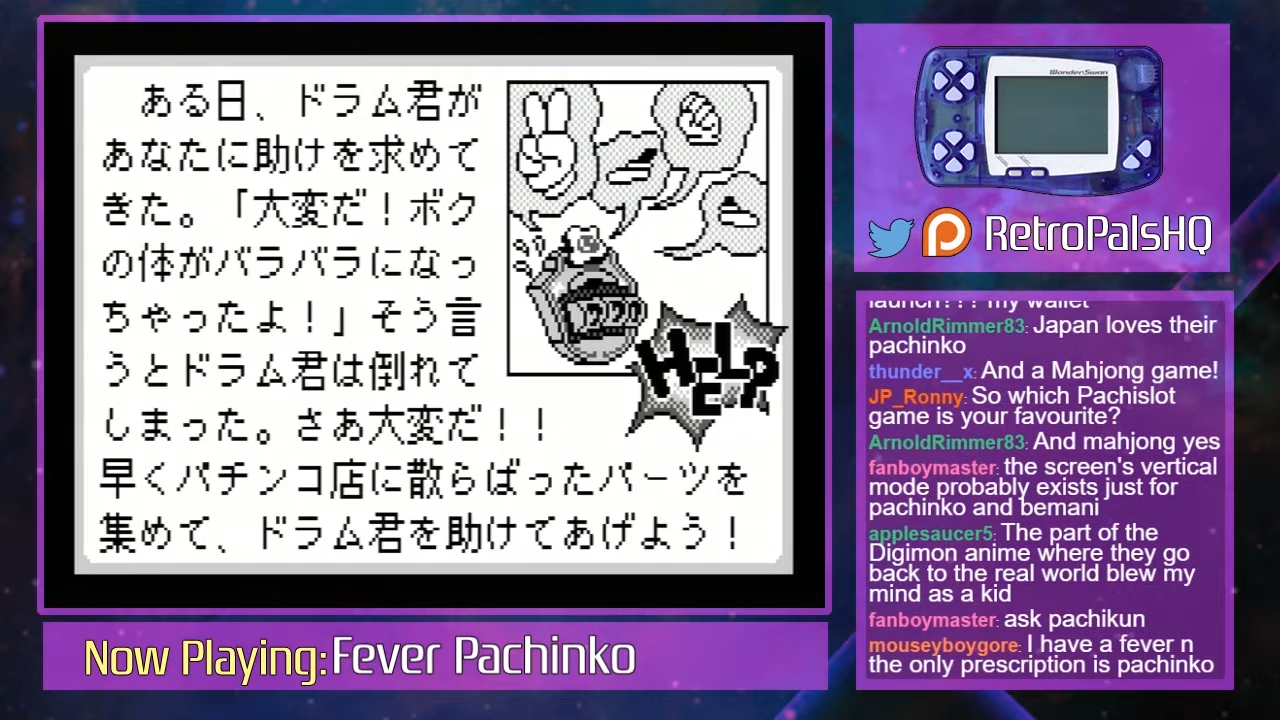 ある日、ドラム君が
あなたに助けを求めて
きた。「大変だ！ボク
の体がバラバラになっ
ちゃったよ！」そう言
うとドラム君は倒れて
しまった。さあ大変だ！！
早くパチンコ店に散らばったパーツを
集めて、ドラム君を助けてあげよう！
HELP
Now Playing: Fever Pachinko
WonderSwan
RetroPalsHQ
launch??? my wallet
ArnoldRimmer83: Japan loves their
pachinko
thunder__x: And a Mahjong game!
JP_Ronny: So which Pachislot
game is your favourite?
ArnoldRimmer83: And mahjong yes
fanboymaster: the screen's vertical
mode probably exists just for
pachinko and bemani
applesaucer5: The part of the
Digimon anime where they go
back to the real world blew my
mind as a kid
fanboymaster: ask pachikun
mouseyboygore: I have a fever n
the only prescription is pachinko